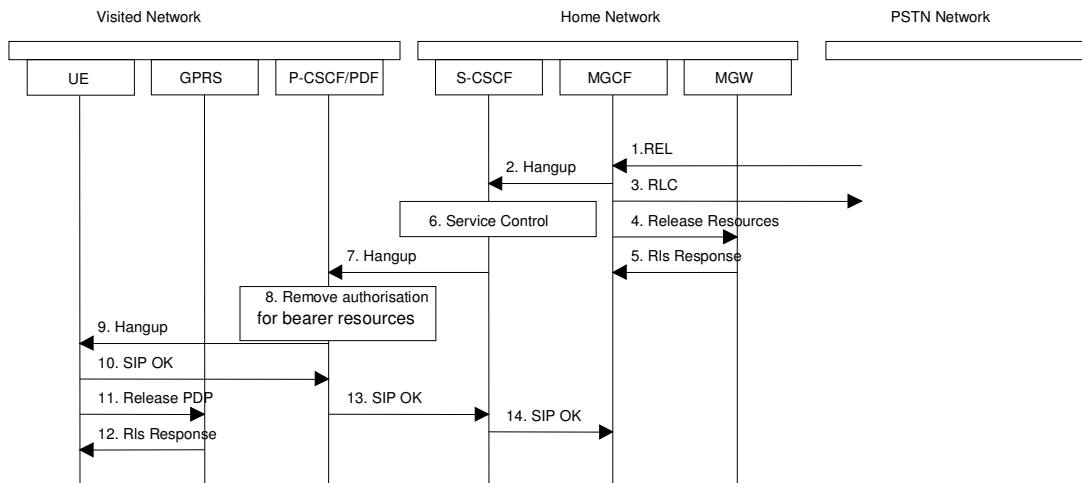 Visited Network
Home Network
PSTN Network
UE
GPRS
P-CSCF/PDF
S-CSCF
MGCF
MGW
1.REL
2. Hangup
3. RLC
6. Service Control
4. Release Resources
7. Hangup
5. Rls Response
8. Remove authorisation
for bearer resources
9. Hangup
10. SIP OK
11. Release PDP
13. SIP OK
14. SIP OK
12. Rls Response